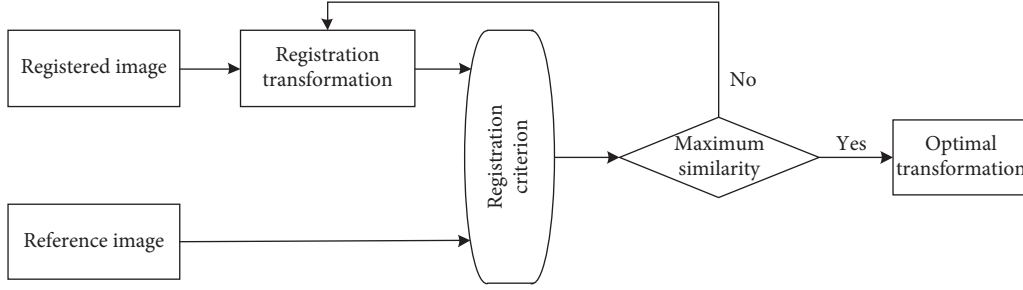 Registered image
Registration
transformation
Registration
criterion
No
Maximum
similarity
Yes
Optimal
transformation
Reference image